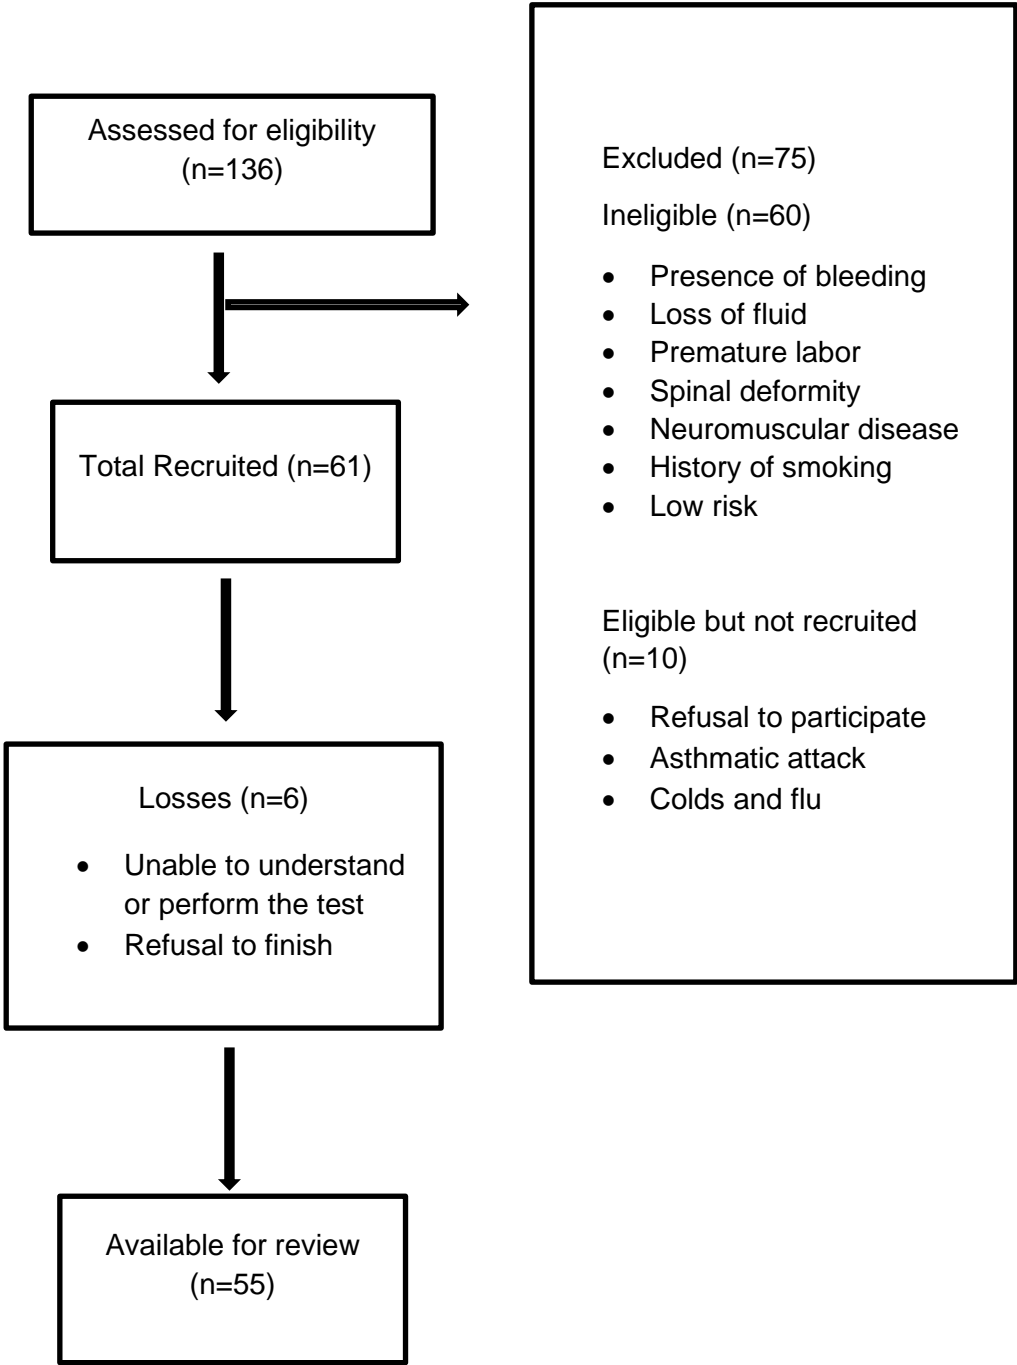 Assessed for eligibility
(n=136)
Excluded (n=75)
Ineligible (n=60)
• Presence of bleeding
• Loss of fluid
• Premature labor
• Spinal deformity
• Neuromuscular disease
• History of smoking
• Low risk
Eligible but not recruited
(n=10)
• Refusal to participate
• Asthmatic attack
• Colds and flu
Total Recruited (n=61)
Losses (n=6)
• Unable to understand
or perform the test
• Refusal to finish
Available for review
(n=55)